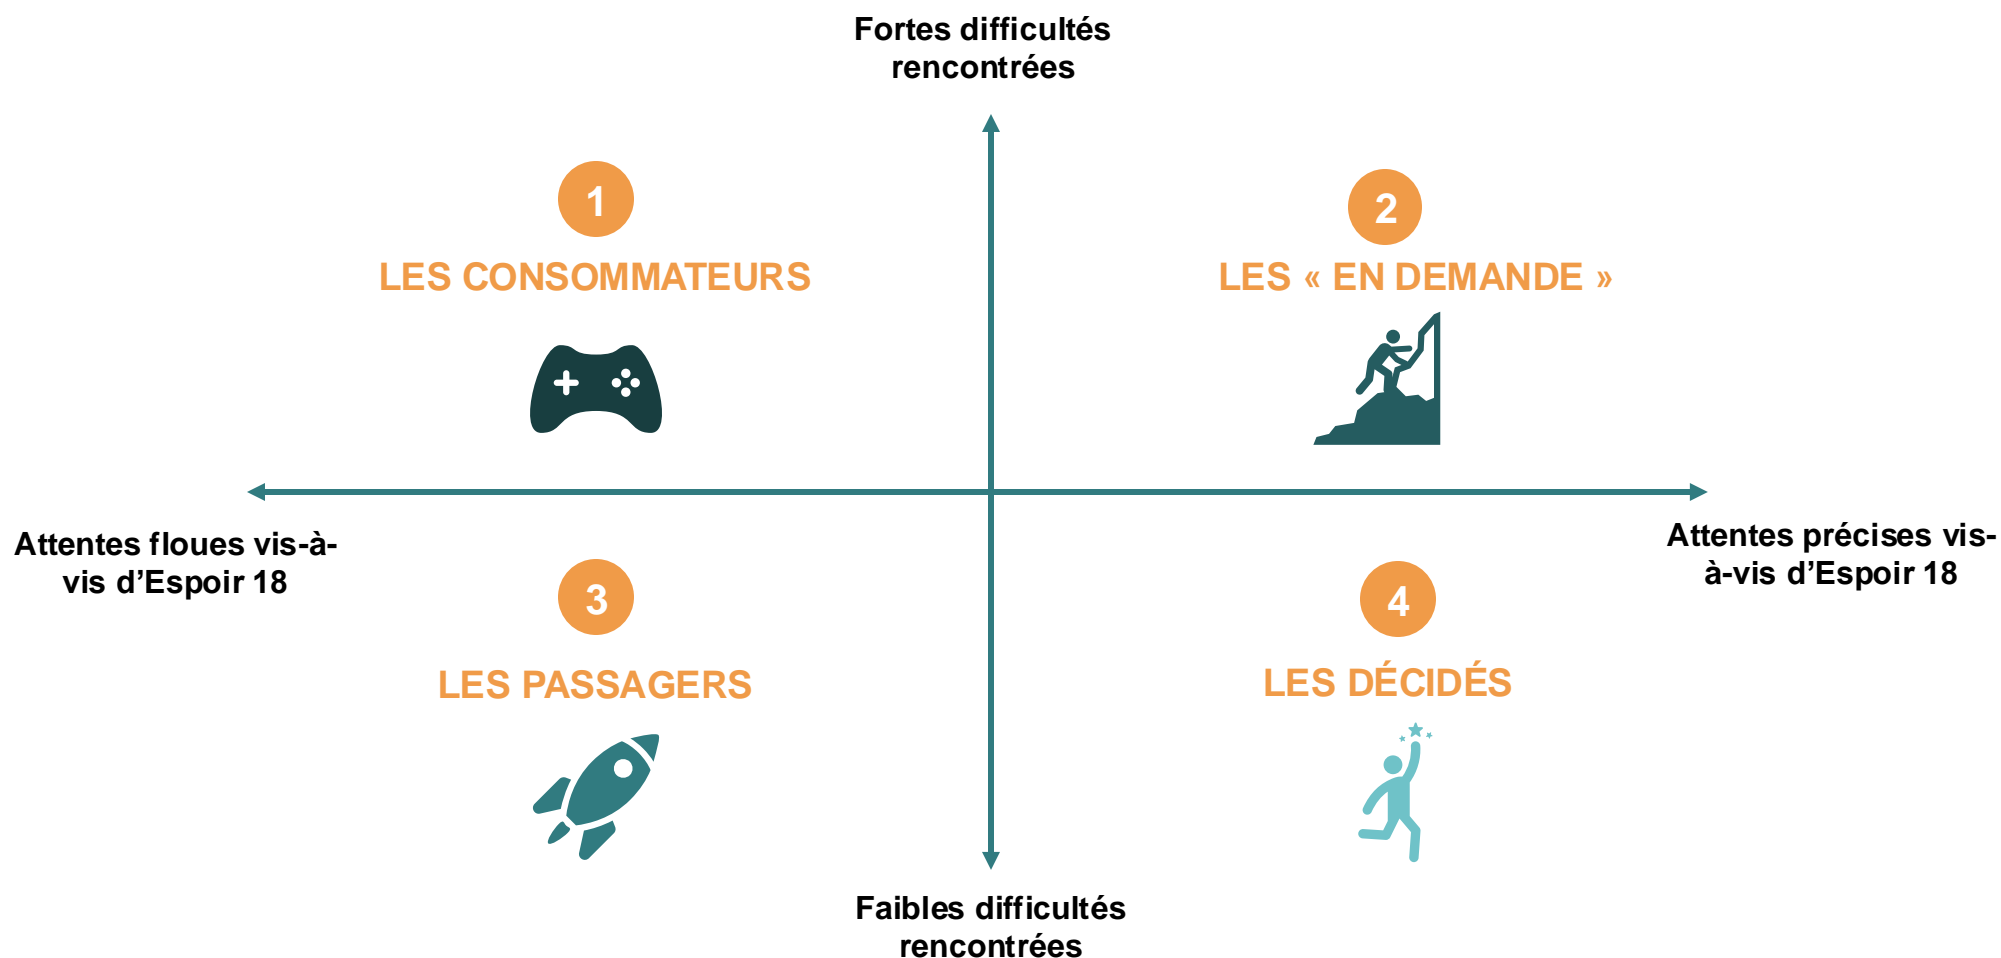 Fortes difficultés
rencontrées
1
LES CONSOMMATEURS
2
LES « EN DEMANDE »
Attentes floues vis-à-
vis d’Espoir 18
Attentes précises vis-
à-vis d’Espoir 18
3
LES PASSAGERS
4
LES DÉCIDÉS
Faibles difficultés
rencontrées